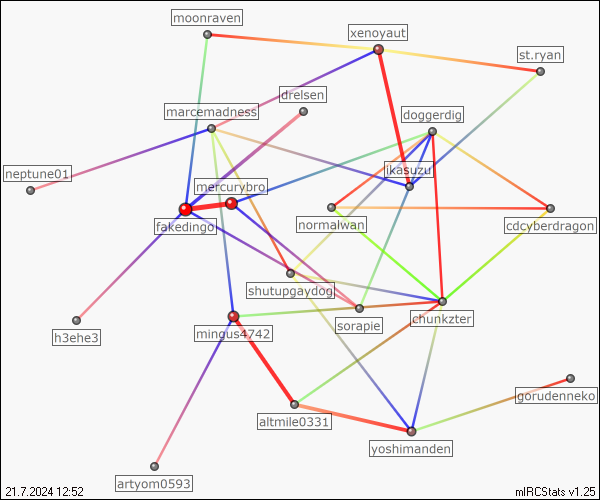 moonraven
xenoyaut
st.ryan
drelsen
marcemadness
doggerdig
ikasuzu
neptune01
mercurybro
fakedingo
normalwan
cdcyberdragon
shutupgaydog
sorapie
chunkzter
h3ehe3
mingus4742
gorudenneko
altmile0331
yoshimanden
artyom0593
21.7.2024 12:52
mIRCStats v1.25